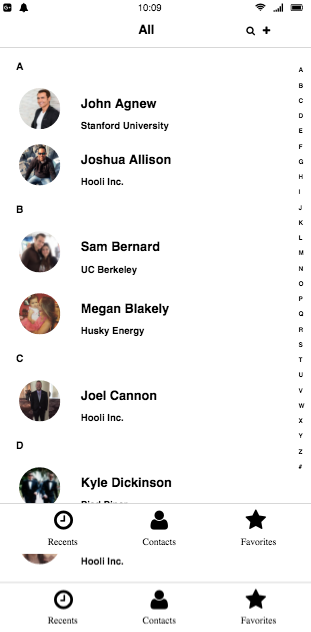 10:09
All
A
John Agnew
Stanford University
Joshua Allison
Hooli Inc.
B
Sam Bernard
UC Berkeley
Megan Blakely
Husky Energy
C
Joel Cannon
Hooli Inc.
D
Kyle Dickinson
Recents Contacts Favorites
Hooli Inc.
Recents Contacts Favorites
A
B
C
D
E
F
G
H
I
J
K
L
M
N
O
P
Q
R
S
T
U
V
W
X
Y
Z
#